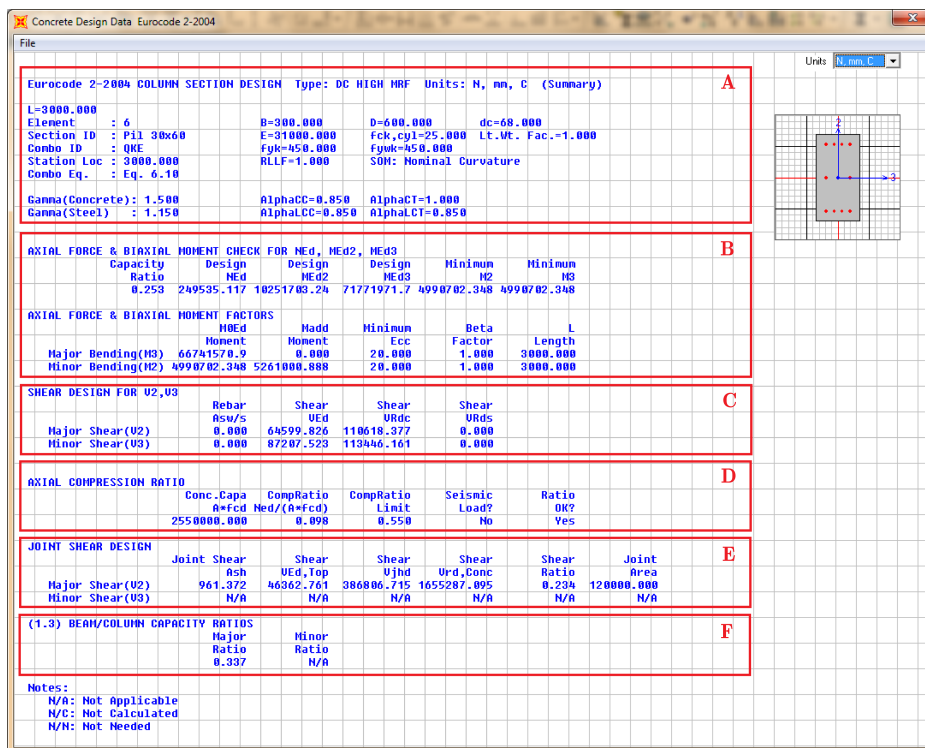 Concrete Design Data Eurocode 2-2004
File
Units N, mm, C
Eurocode 2-2004 COLUMN SECTION DESIGN Type: DC HIGH MRF Units: N, mm, C (Summary) A
L=3000.000
Element : 6 B=300.000 D=600.000 dc=68.000
Section ID : Pil 30x60 E=31000.000 fck,cyl=25.000 Lt.Wt. Fac.=1.000
Combo ID : QKE fyk=450.000 fywk=450.000
Station Loc : 3000.000 RLLF=1.000 SOM: Nominal Curvature
Combo Eq. : Eq. 6.10
Gamma(Concrete): 1.500 AlphaCC=0.850 AlphaCT=1.000
Gamma(Steel) : 1.150 AlphaLCC=0.850 AlphaLCT=0.850
2
3
AXIAL FORCE & BIAXIAL MOMENT CHECK FOR NEd, MEd2, MEd3 B
Capacity Design Design Design Minimum Minimum
Ratio NEd MEd2 MEd3 M2 M3
0.253 249535.117 10251703.24 71771971.7 4990702.348 4990702.348
AXIAL FORCE & BIAXIAL MOMENT FACTORS
M0Ed Madd Minimum Beta L
Moment Moment Ecc Factor Length
Major Bending(M3) 66741570.9 0.000 20.000 1.000 3000.000
Minor Bending(M2) 4990702.348 5261000.888 20.000 1.000 3000.000
SHEAR DESIGN FOR V2,V3 C
Rebar Shear Shear Shear
Asw/s VEd VRdc VRds
Major Shear(V2) 0.000 64599.826 110618.377 0.000
Minor Shear(V3) 0.000 87207.523 113446.161 0.000
AXIAL COMPRESSION RATIO D
Conc.Capa CompRatio CompRatio Seismic Ratio
A*fcd Ned/(A*fcd) Limit Load? OK?
2550000.000 0.098 0.550 No Yes
JOINT SHEAR DESIGN E
Joint Shear Shear Shear Shear Shear Joint
Ash VEd,Top Vjhd Vrd,Conc Ratio Area
Major Shear(V2) 961.372 46362.761 386806.715 1655287.095 0.234 120000.000
Minor Shear(V3) N/A N/A N/A N/A N/A N/A
(1.3) BEAM/COLUMN CAPACITY RATIOS F
Major Minor
Ratio Ratio
0.337 N/A
Notes:
N/A: Not Applicable
N/C: Not Calculated
N/N: Not Needed